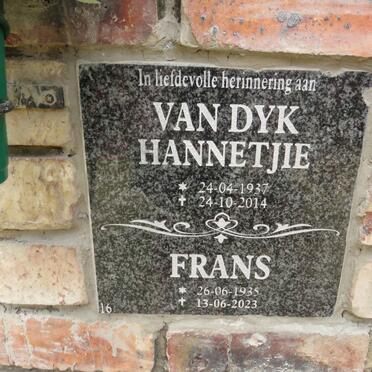 In liefdevolle herinnering aan
VAN DYK
HANNETJIE
* 24-04-1937
† 24-10-2014
FRANS
* 26-06-1935
† 13-06-2023
16